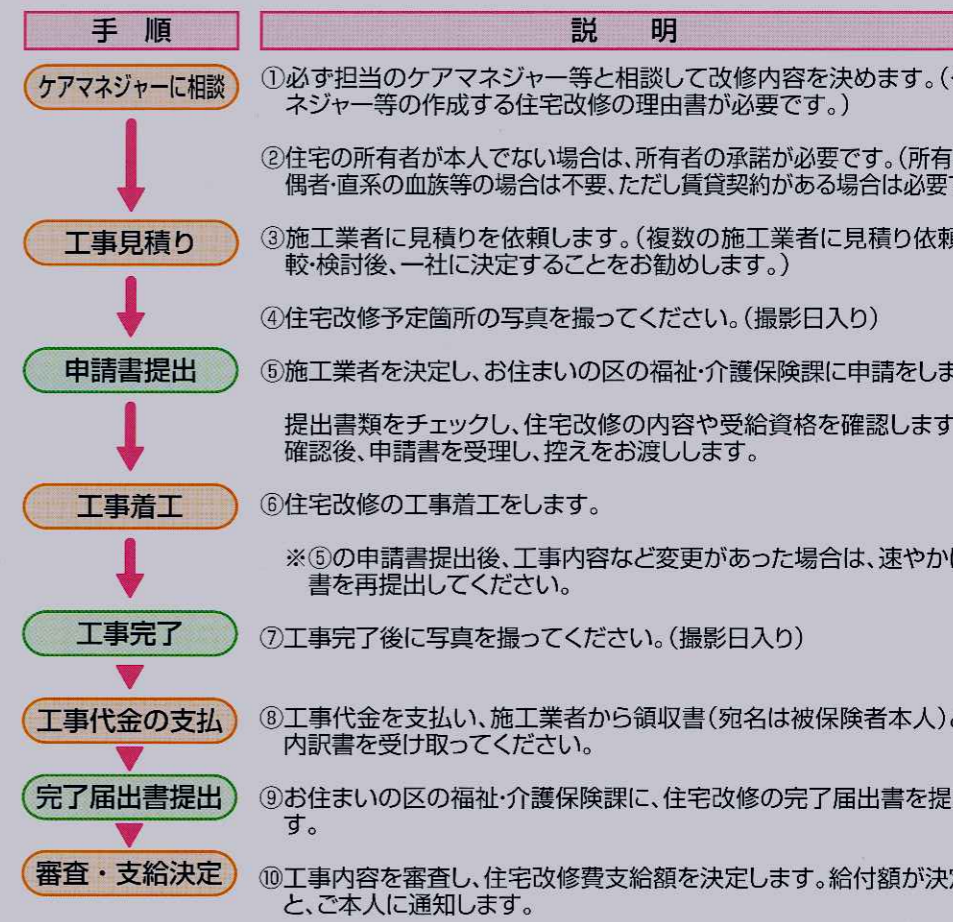 手 順
説 明
ケアマネジャーに相談
①必ず担当のケアマネジャー等と相談して改修内容を決めます。(
ネジャー等の作成する住宅改修の理由書が必要です。)
②住宅の所有者が本人でない場合は、所有者の承諾が必要です。(所有
偶者・直系の血族等の場合は不要、ただし賃貸契約がある場合は必要
工事見積り
③施工業者に見積りを依頼します。(複数の施工業者に見積り依頼
較・検討後、一社に決定することをお勧めします。)
④住宅改修予定箇所の写真を撮ってください。(撮影日入り)
申請書提出
⑤施工業者を決定し、お住まいの区の福祉・介護保険課に申請をしま
提出書類をチェックし、住宅改修の内容や受給資格を確認します
確認後、申請書を受理し、控えをお渡しします。
工事着工
⑥住宅改修の工事着工をします。
※⑤の申請書提出後、工事内容など変更があった場合は、速やか
書を再提出してください。
工事完了
⑦工事完了後に写真を撮ってください。(撮影日入り)
工事代金の支払
⑧工事代金を支払い、施工業者から領収書(宛名は被保険者本人)
内訳書を受け取ってください。
完了届出書提出
⑨お住まいの区の福祉・介護保険課に、住宅改修の完了届出書を提
す。
審査・支給決定
⑩工事内容を審査し、住宅改修費支給額を決定します。給付額が決
と、ご本人に通知します。